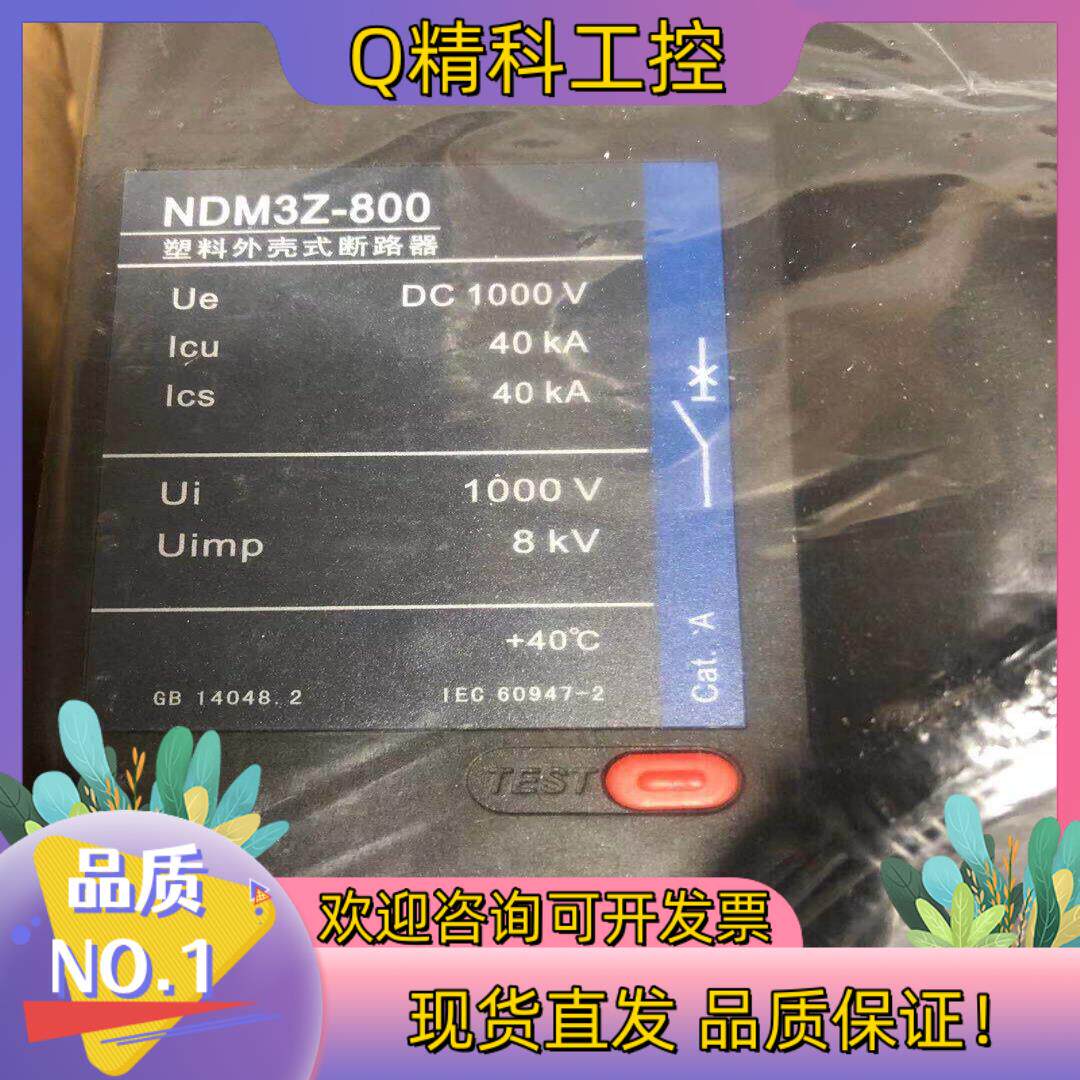 Q精科工控
NDM3Z-800
塑料外壳式断路器
Ue DC 1000 V
Icu 40 kA
Ics 40 kA
Ui 1000 V
Uimp 8 kV
+40℃
GB 14048.2 IEC 60947-2
Cat. A
TEST
品质
NO.1
欢迎咨询可开发票
现货直发 品质保证!